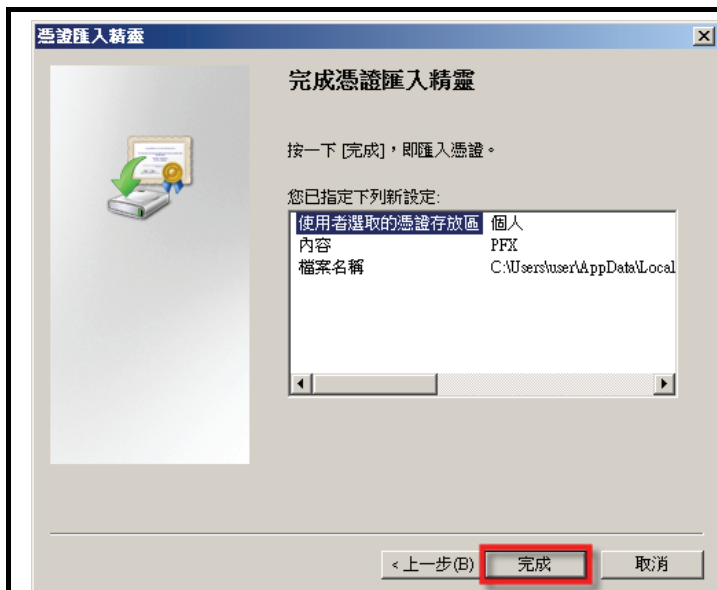 憑證匯入精靈
完成憑證匯入精靈
按一下 [完成]，即匯入憑證。
您已指定下列新設定:
使用者選取的憑證存放區 個人
內容 PFX
檔案名稱 C:\Users\user\AppData\Local
<上一步(B) 完成 取消